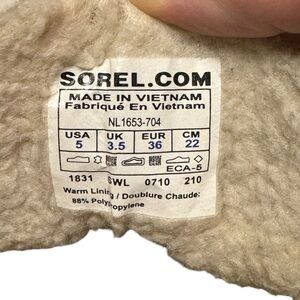 SOREL.COM
MADE IN VIETNAM
Fabriqué En Vietnam
NL1653-704
USA UK EUR CM
5 3.5 36 22
ECA-5
1831 SWL 0710 210
Warm Lining / Doublure Chaude:
88% Polypropylene